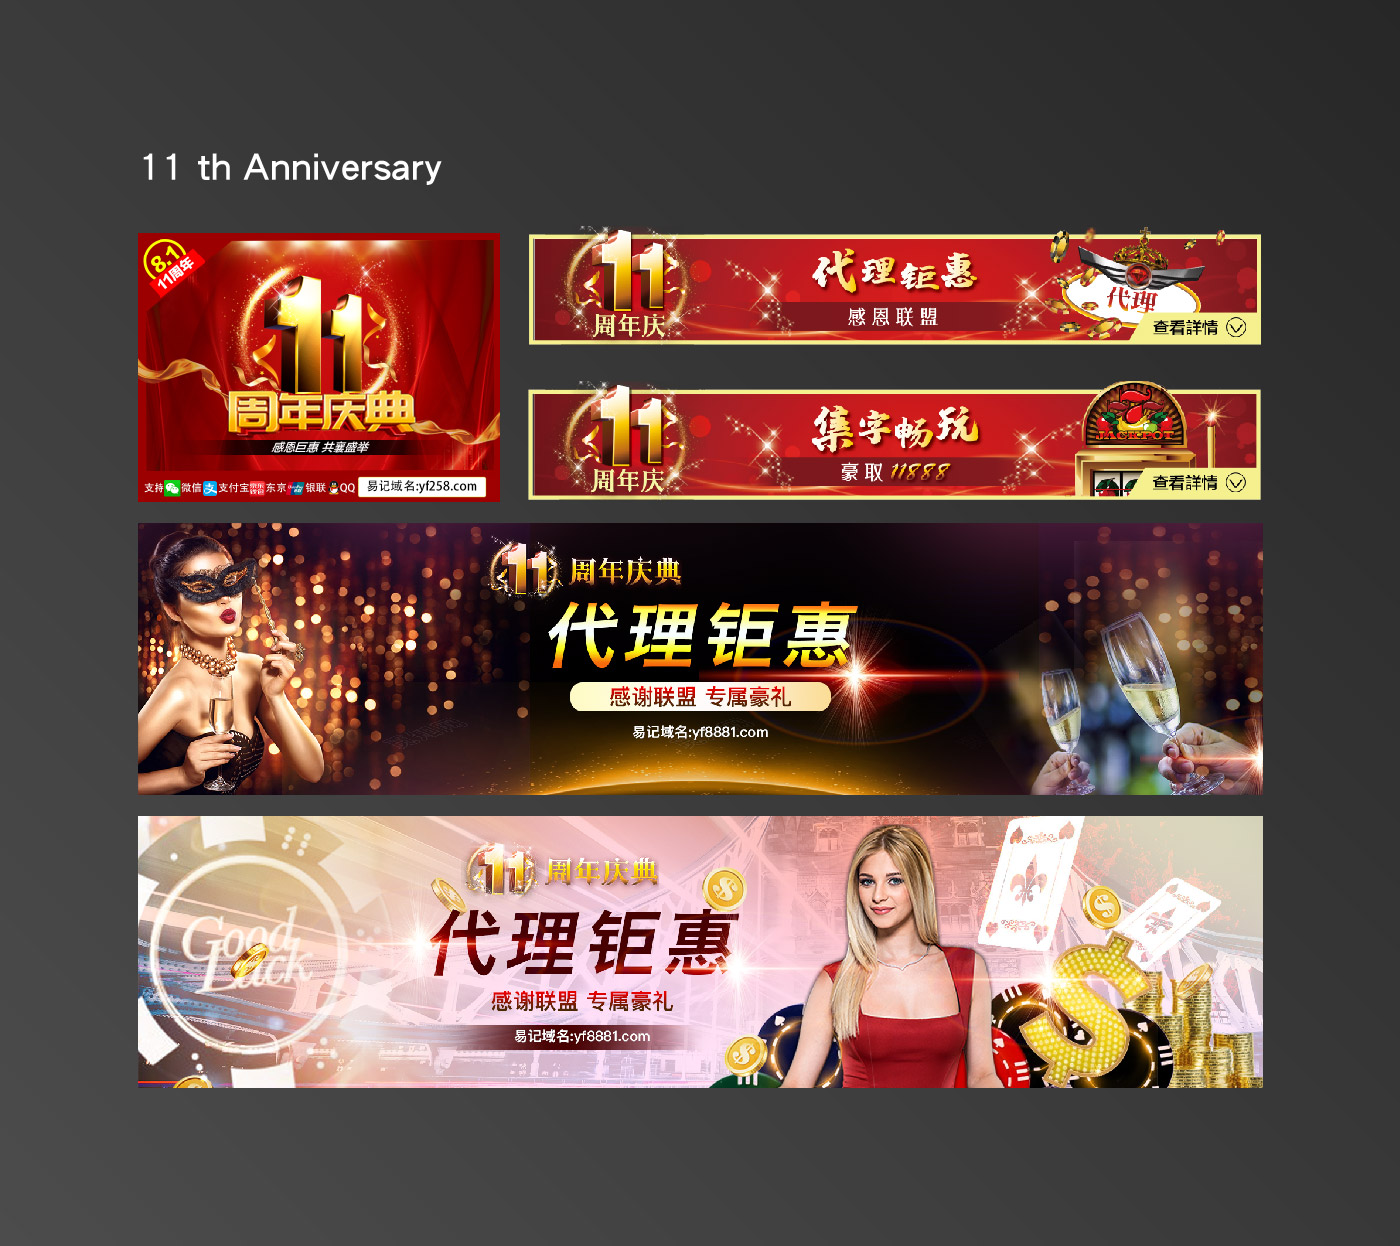 11 th Anniversary
8.1
11周年
11
周年庆典
感恩巨惠 共襄盛举
支持 微信 支付宝 东京 银联 QQ 易记域名:yf258.com
11
周年庆
代理钜惠
感恩联盟
代理
查看詳情
11
周年庆
集字畅玩
豪取 11888
7
JACKPOT
查看詳情
11 周年庆典
代理钜惠
感谢联盟 专属豪礼
易记域名:yf8881.com
Good
Luck
11 周年庆典
代理钜惠
感谢联盟 专属豪礼
易记域名:yf8881.com